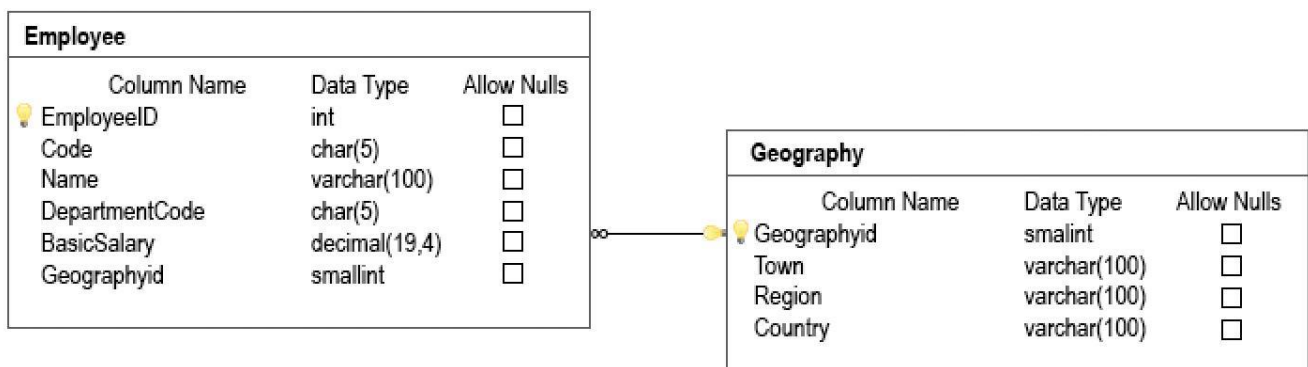 Employee
Column Name Data Type Allow Nulls
EmployeeID int
Code char(5)
Name varchar(100)
DepartmentCode char(5)
BasicSalary decimal(19,4)
Geographyid smallint
Geography
Column Name Data Type Allow Nulls
Geographyid smalint
Town varchar(100)
Region varchar(100)
Country varchar(100)